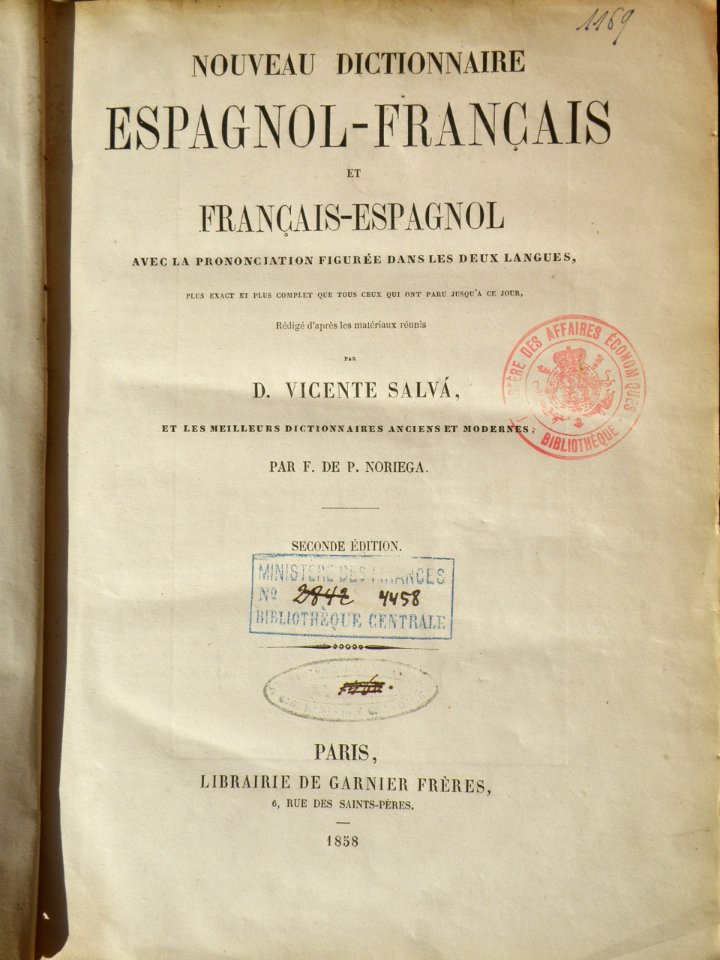 1169
NOUVEAU DICTIONNAIRE
ESPAGNOL-FRANÇAIS
ET
FRANÇAIS-ESPAGNOL
AVEC LA PRONONCIATION FIGURÉE DANS LES DEUX LANGUES,
PLUS EXACT ET PLUS COMPLET QUE TOUS CEUX QUI ONT PARU JUSQU'A CE JOUR,
Rédigé d'après les matériaux réunis
PAR
D. VICENTE SALVÁ,
ET LES MEILLEURS DICTIONNAIRES ANCIENS ET MODERNES,
PAR F. DE P. NORIEGA.
DES AFFAIRES ÉCONOMIQUES
BIBLIOTHÈQUE
SECONDE ÉDITION.
MINISTÈRE DES FINANCES
No 2842 4458
BIBLIOTHÈQUE CENTRALE
PARIS,
LIBRAIRIE DE GARNIER FRÈRES,
6, RUE DES SAINTS-PÈRES.
1858